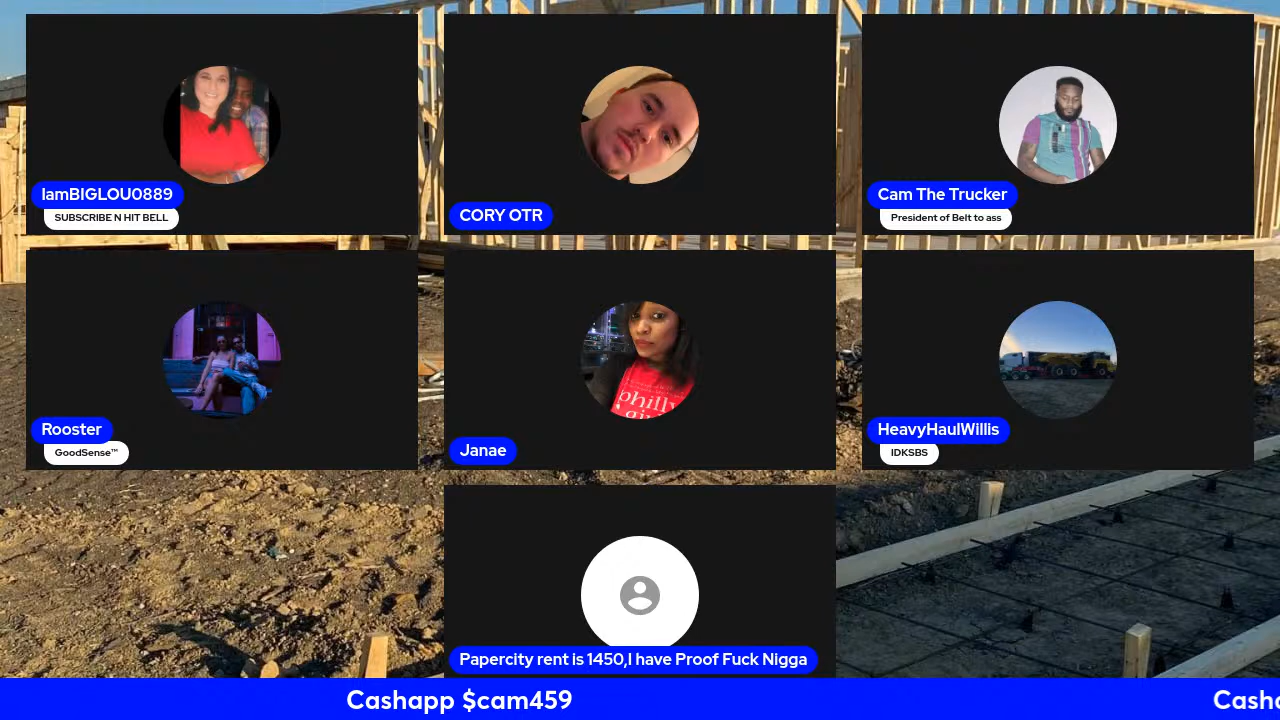 IamBIGLOU0889
SUBSCRIBE N HIT BELL
CORY OTR
Cam The Trucker
President of Belt to ass
Rooster
GoodSense™
philly
Janae
HeavyHaulWillis
IDKSBS
Papercity rent is 1450,I have Proof Fuck Nigga
Cashapp $cam459